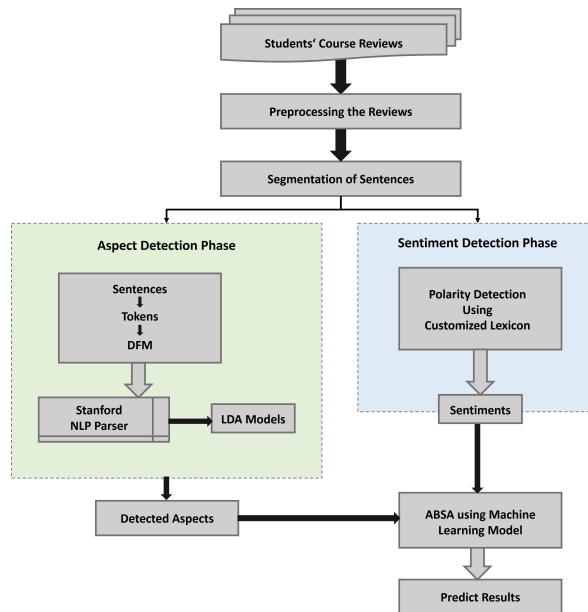 Students‘ Course Reviews
Preprocessing the Reviews
Segmentation of Sentences
Aspect Detection Phase
Sentences
Tokens
DFM
Stanford
NLP Parser
LDA Models
Sentiment Detection Phase
Polarity Detection
Using
Customized Lexicon
Sentiments
Detected Aspects
ABSA using Machine
Learning Model
Predict Results